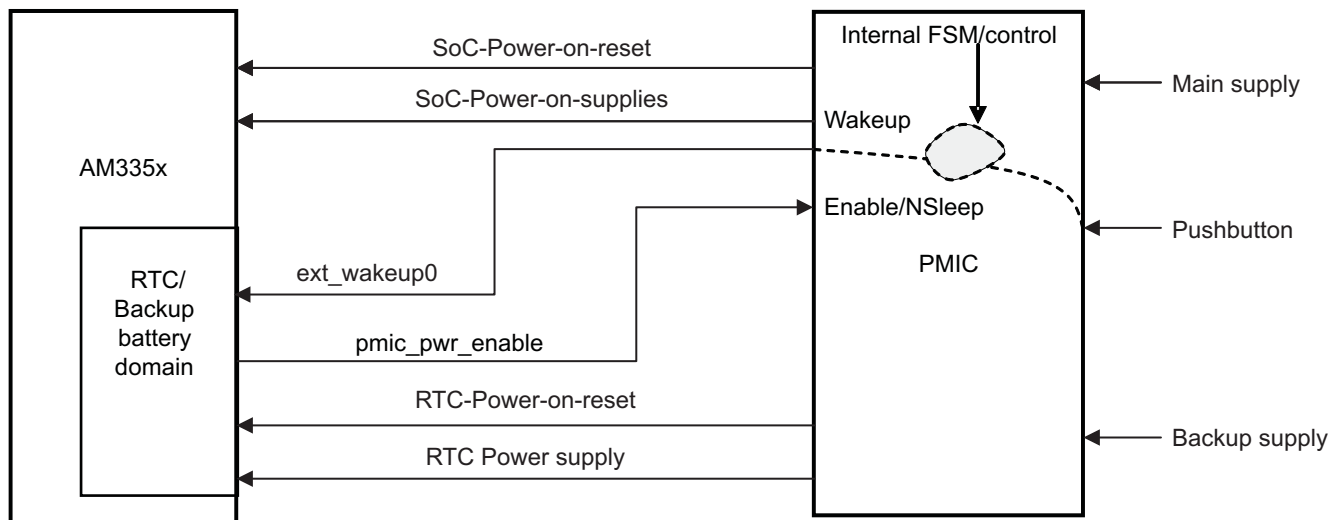 Internal FSM/control
SoC-Power-on-reset
Main supply
SoC-Power-on-supplies
Wakeup
AM335x
Enable/NSleep
Pushbutton
PMIC
RTC/
Backup
battery
domain
ext_wakeup0
pmic_pwr_enable
RTC-Power-on-reset
Backup supply
RTC Power supply